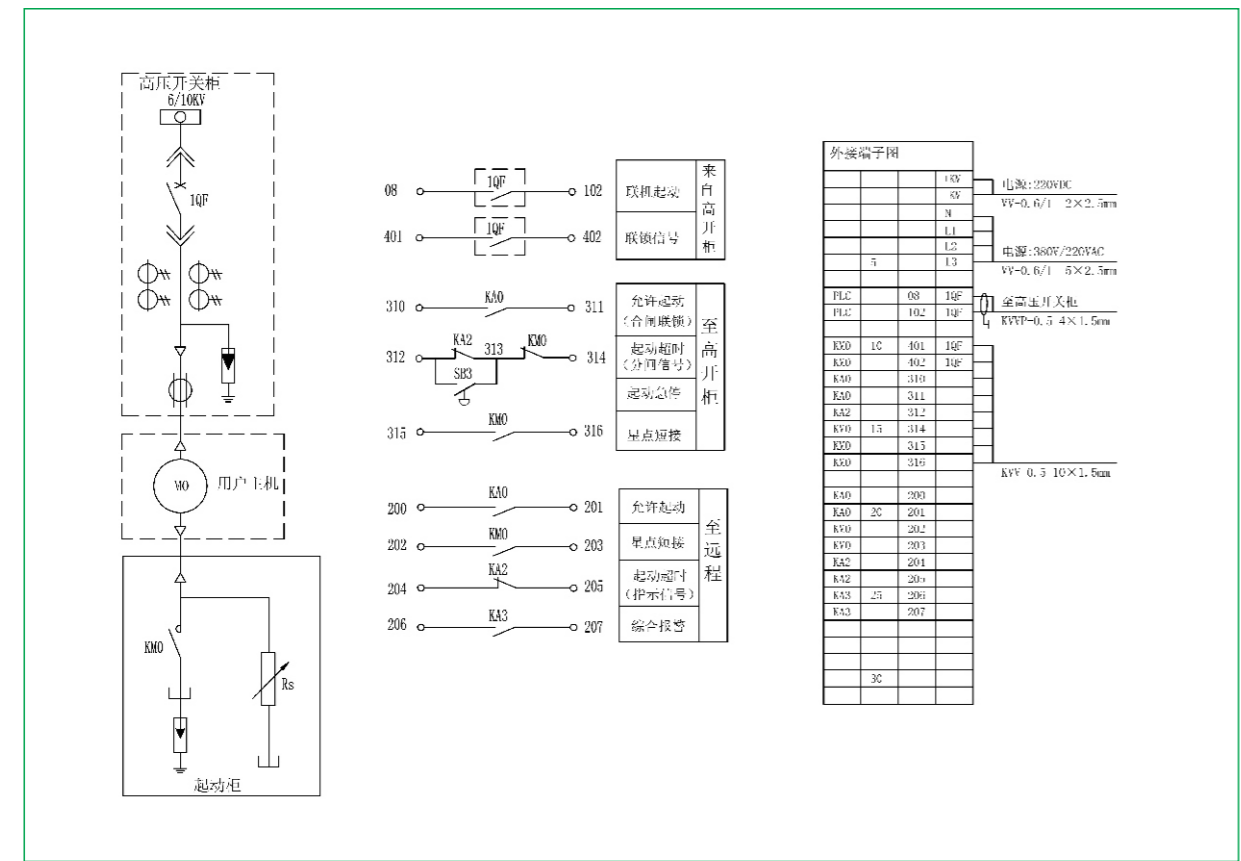 高压开关柜
6/10KV
1QF
MO
用户主机
KMO
Rs
起动柜
08 1QF 102 联机起动
401 1QF 402 联锁信号
来自高开柜
310 KAO 311 允许起动
(合闸联锁)
312 KA2 313 KMO 314 起动超时
(分闸信号)
SB3 起动急停
315 KMO 316 星点短接
至高开柜
200 KAO 201 允许起动
202 KMO 203 星点短接
204 KA2 205 起动超时
(指示信号)
206 KA3 207 综合报警
至远程
外接端子图
N
L1
L2
5 L3
PLC 08 1QF
PLC 102 1QF
10 401 1QF
402 1QF
KAO 310
KAO 311
KA2 312
15 314
315
316
KAO 200
KAO 20 201
202
203
KA2 204
KA2 205
KA3 25 206
KA3 207
30
电源:220VDC
VV-0.6/1 2×2.5mm
电源:380V/220VAC
VV-0.6/1 5×2.5mm
至高压开关柜
KVVP-0.5 4×1.5mm
KVV-0.5 10×1.5mm